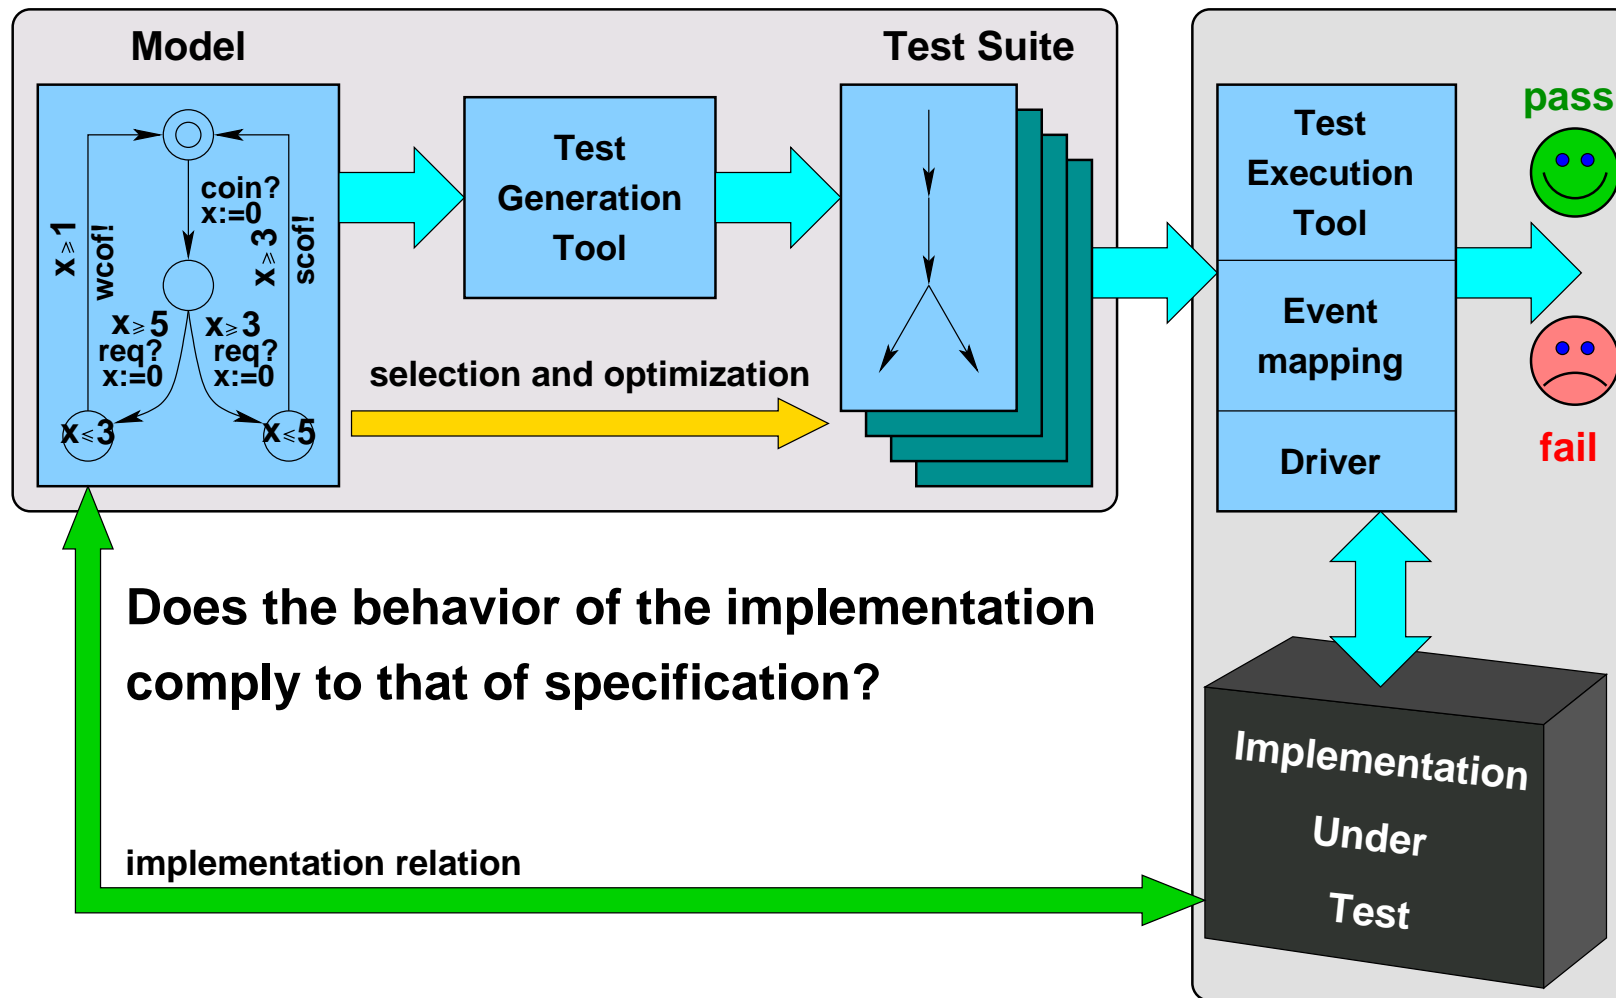 Model
Test Suite
coin?
x:=0
x≥1
wcof!
x≥3
scof!
x≥5
req?
x:=0
x≥3
req?
x:=0
x≤3
x≤5
Test
Generation
Tool
selection and optimization
Test
Execution
Tool
Event
mapping
Driver
pass
fail
Does the behavior of the implementation
comply to that of specification?
implementation relation
Implementation
Under
Test